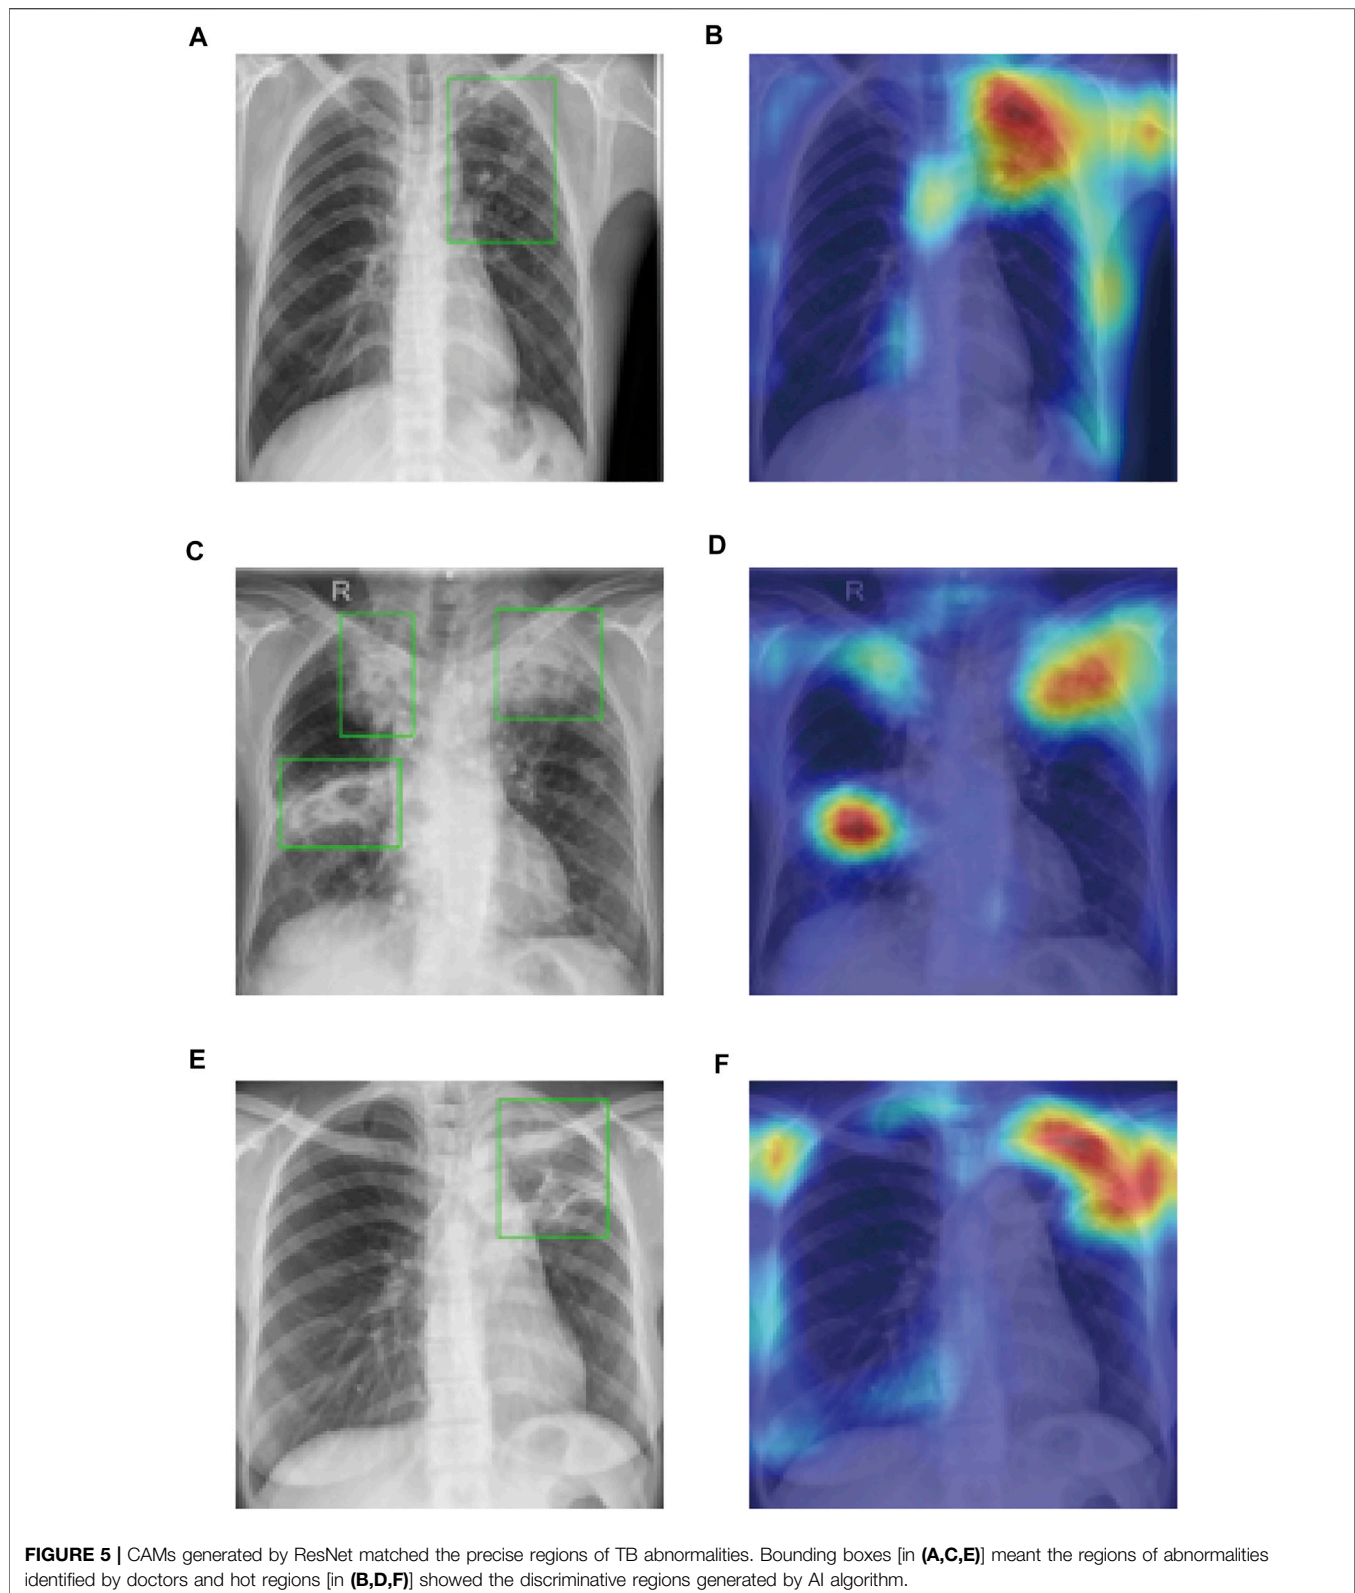 A
B
C
D
R
R
E
F
FIGURE 5 | CAMs generated by ResNet matched the precise regions of TB abnormalities. Bounding boxes [in (A,C,E)] meant the regions of abnormalities
identified by doctors and hot regions [in (B,D,F)] showed the discriminative regions generated by AI algorithm.